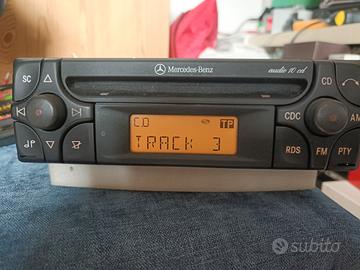 SC
Mercedes-Benz
audio 10 cd
CD
CD
TP
TRACK 3
CDC
AM
RDS
FM
PTY
subito